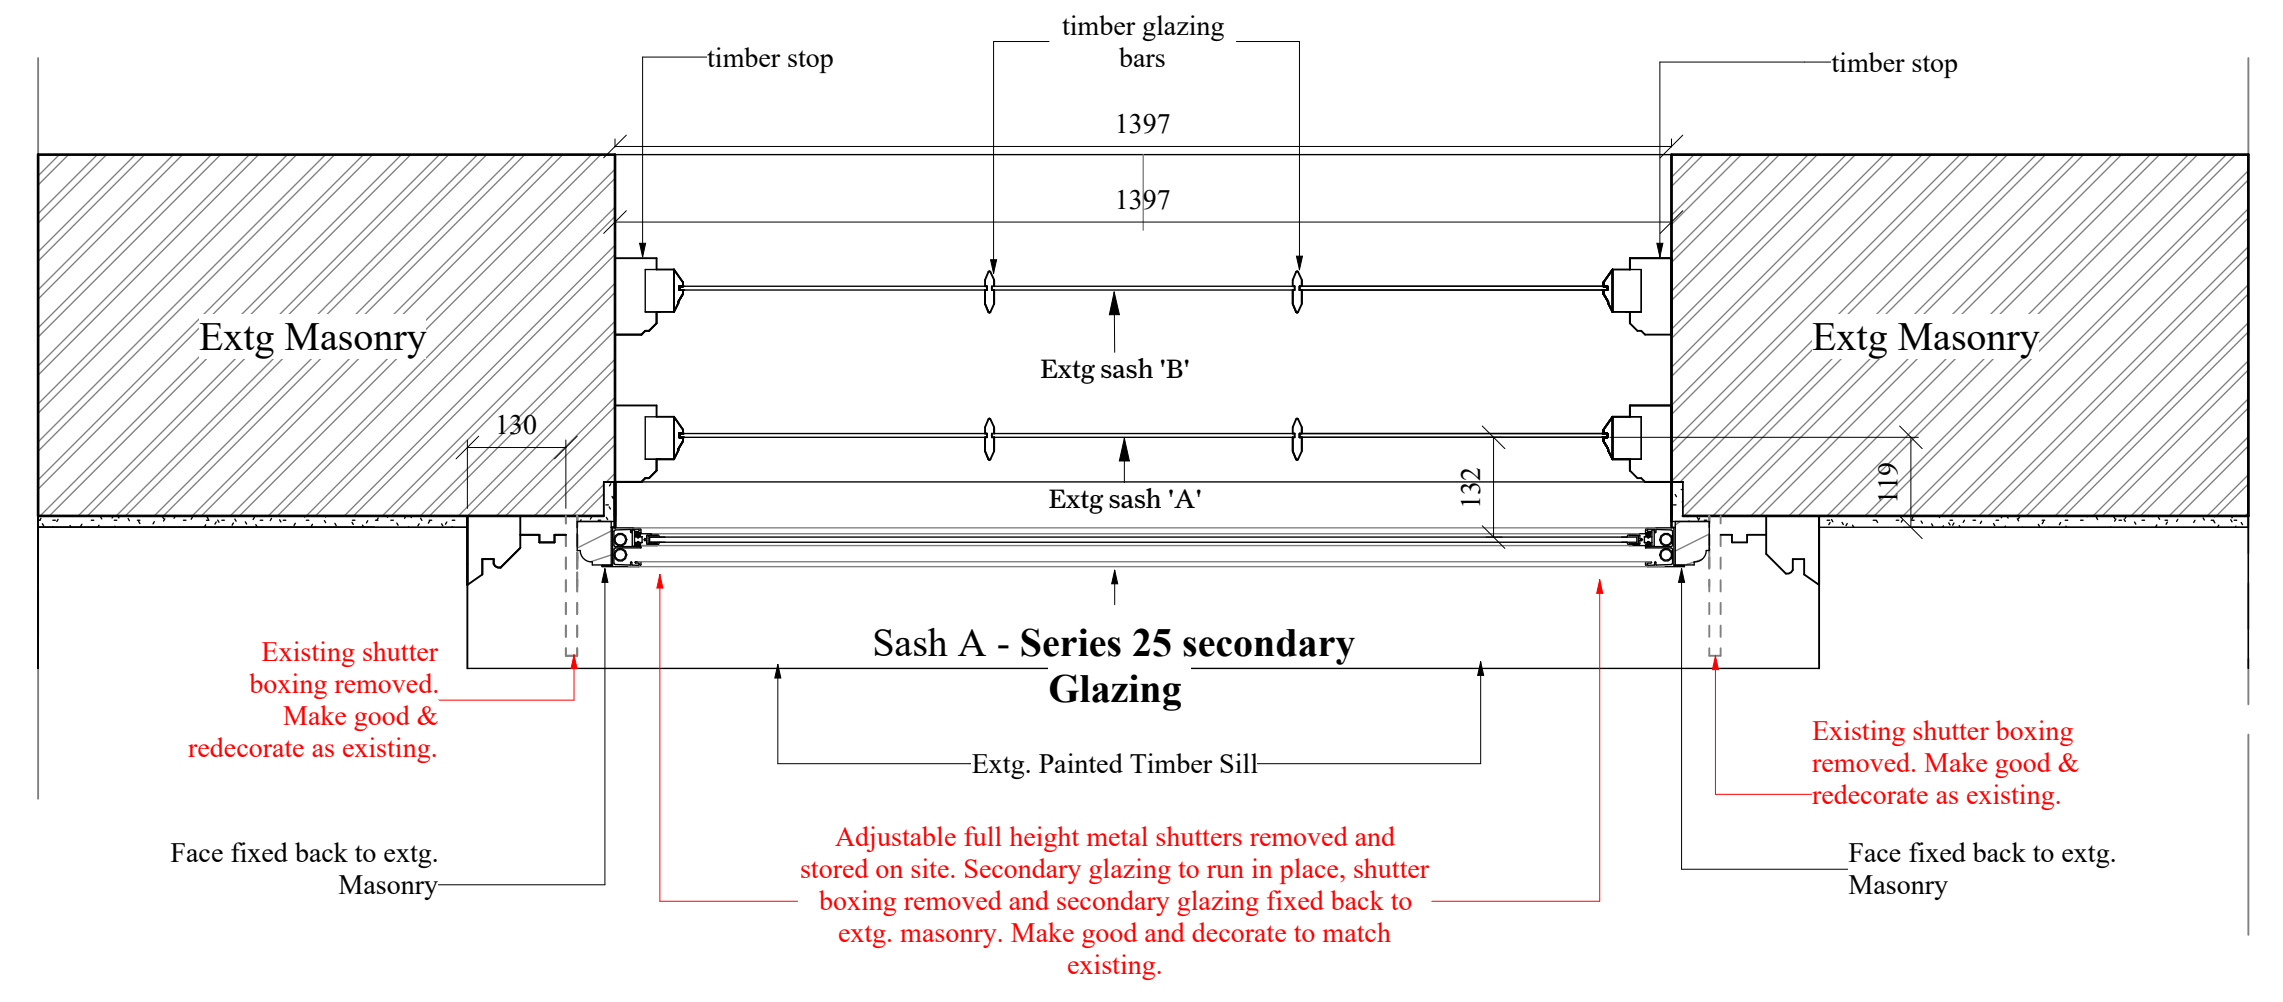 timber glazing
bars
timber stop
timber stop
1397
1397
Extg Masonry
Extg Masonry
Extg sash 'B'
130
132
119
Extg sash 'A'
Sash A - Series 25 secondary
Glazing
Existing shutter
boxing removed.
Make good &
redecorate as existing.
Existing shutter boxing
removed. Make good &
redecorate as existing.
Extg. Painted Timber Sill
Face fixed back to extg.
Masonry
Adjustable full height metal shutters removed and
stored on site. Secondary glazing to run in place, shutter
boxing removed and secondary glazing fixed back to
extg. masonry. Make good and decorate to match
existing.
Face fixed back to extg.
Masonry